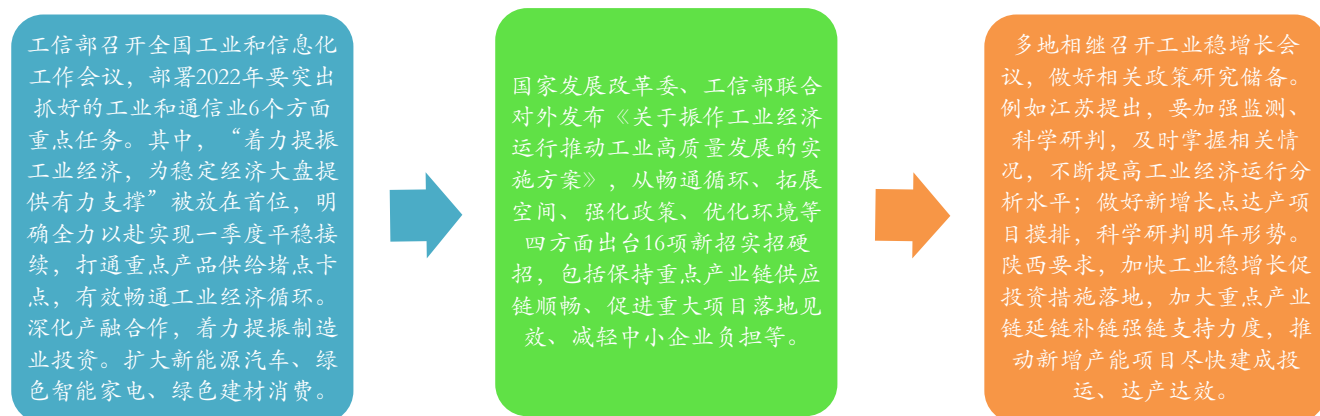 工信部召开全国工业和信息化
工作会议，部署2022年要突出
抓好的工业和通信业6个方面
重点任务。其中，“着力提振
工业经济，为稳定经济大盘提
供有力支撑”被放在首位，明
确全力以赴实现一季度平稳接
续，打通重点产品供给堵点卡
点，有效畅通工业经济循环。
深化产融合作，着力提振制造
业投资。扩大新能源汽车、绿
色智能家电、绿色建材消费。
国家发展改革委、工信部联合
对外发布《关于振作工业经济
运行推动工业高质量发展的实
施方案》，从畅通循环、拓展
空间、强化政策、优化环境等
四方面出台16项新招实招硬
招，包括保持重点产业链供应
链顺畅、促进重大项目落地见
效、减轻中小企业负担等。
多地相继召开工业稳增长会
议，做好相关政策研究储备。
例如江苏提出，要加强监测、
科学研判，及时掌握相关情
况，不断提高工业经济运行分
析水平；做好新增长点达产项
目摸排，科学研判明年形势。
陕西要求，加快工业稳增长促
投资措施落地，加大重点产业
链延链补链强链支持力度，推
动新增产能项目尽快建成投
运、达产达效。